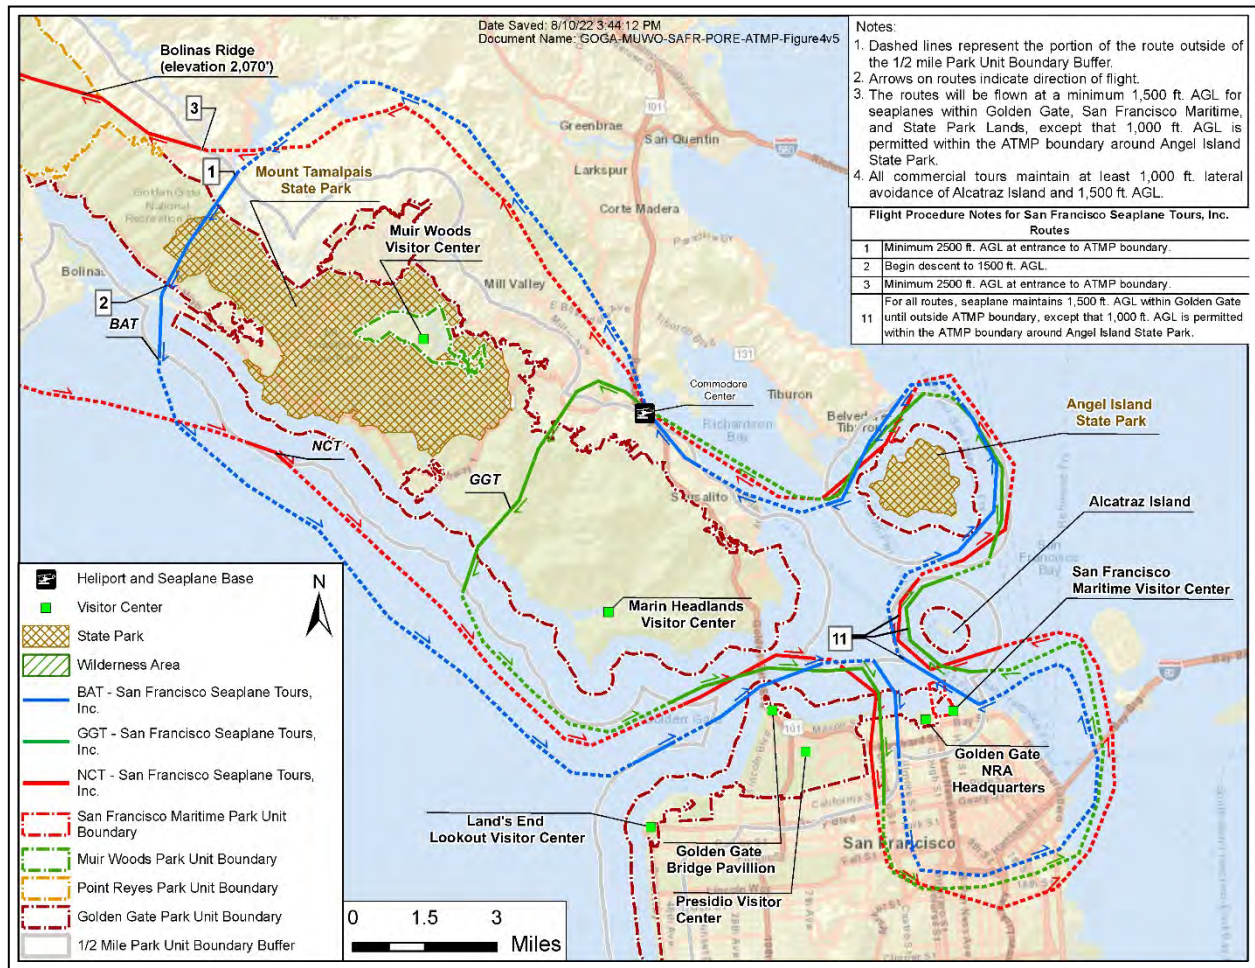 Date Saved: 8/10/22 3:44:12 PM
Document Name: GOGA-MUWO-SAFR-PORE-ATMP-Figure4v5
Notes:
1. Dashed lines represent the portion of the route outside of
the 1/2 mile Park Unit Boundary Buffer.
2. Arrows on routes indicate direction of flight.
3. The routes will be flown at a minimum 1,500 ft. AGL for
seaplanes within Golden Gate, San Francisco Maritime,
and State Park Lands, except that 1,000 ft. AGL is
permitted within the ATMP boundary around Angel Island
State Park.
4. All commercial tours maintain at least 1,000 ft. lateral
avoidance of Alcatraz Island and 1,500 ft. AGL.
Flight Procedure Notes for San Francisco Seaplane Tours, Inc.
Routes
1 Minimum 2500 ft. AGL at entrance to ATMP boundary.
2 Begin descent to 1500 ft. AGL.
3 Minimum 2500 ft. AGL at entrance to ATMP boundary.
11 For all routes, seaplane maintains 1,500 ft. AGL within Golden Gate
until outside ATMP boundary, except that 1,000 ft. AGL is permitted
within the ATMP boundary around Angel Island State Park.
Bolinas Ridge
(elevation 2,070')
3
1
2
11
101
Greenbrae
San Quentin
580
Larkspur
Corte Madera
Mount Tamalpais
State Park
Golden Gate
National
Muir Woods
Visitor Center
Bolinas
Mill Valley
BAT
NCT
GGT
131
Commodore
Center
Tiburon
Richardson
Bay
Tiburon
Angel Island
State Park
Alcatraz Island
San
Francisco
Bay
San Francisco
Maritime Visitor Center
Marin Headlands
Visitor Center
80
101
Golden Gate
NRA
Headquarters
Land's End
Lookout Visitor Center
Golden Gate
Bridge Pavillion
Presidio Visitor
Center
San Francisco
Heliport and Seaplane Base
Visitor Center
State Park
Wilderness Area
BAT - San Francisco Seaplane Tours,
Inc.
GGT - San Francisco Seaplane Tours,
Inc.
NCT - San Francisco Seaplane Tours,
Inc.
San Francisco Maritime Park Unit
Boundary
Muir Woods Park Unit Boundary
Point Reyes Park Unit Boundary
Golden Gate Park Unit Boundary
1/2 Mile Park Unit Boundary Buffer
N
0 1.5 3
Miles